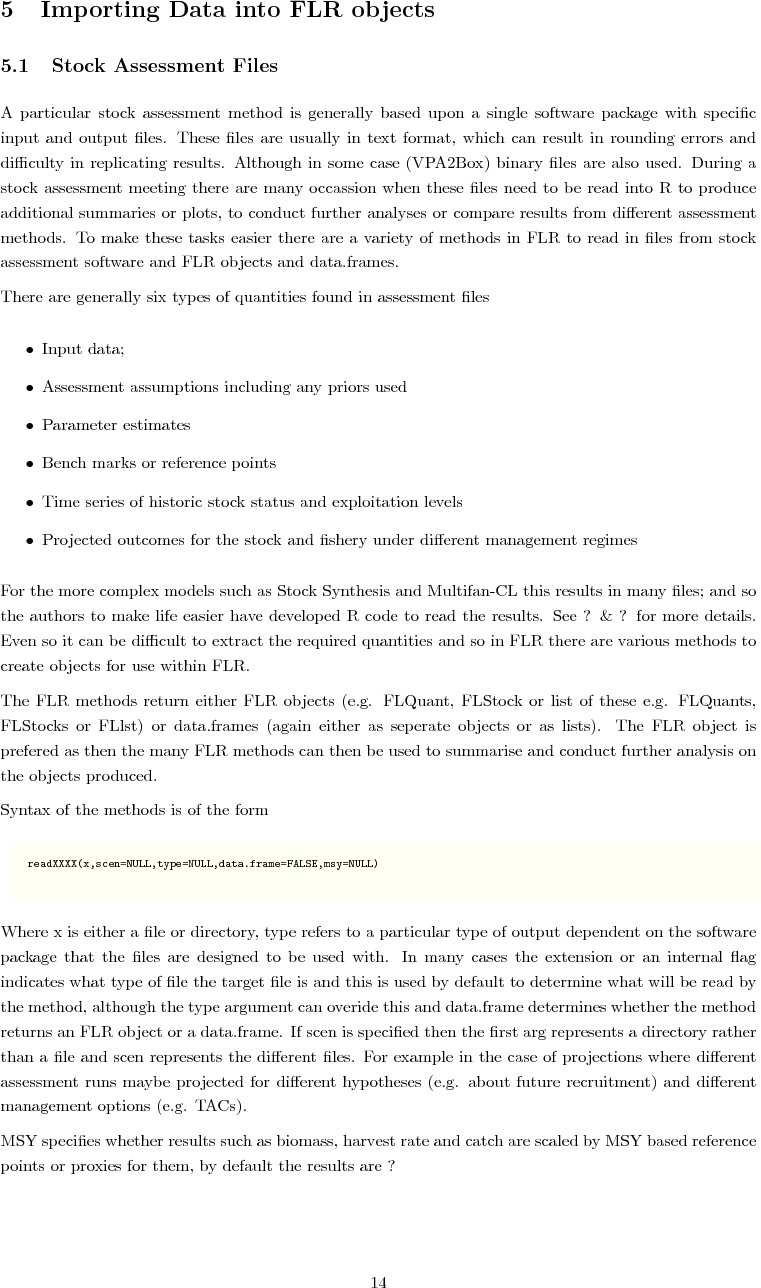 5 Importing Data into FLR objects
5.1 Stock Assessment Files
A particular stock assessment method is generally based upon a single software package with specific
input and output files. These files are usually in text format, which can result in rounding errors and
difficulty in replicating results. Although in some case (VPA2Box) binary files are also used. During a
stock assessment meeting there are many occassion when these files need to be read into R to produce
additional summaries or plots, to conduct further analyses or compare results from different assessment
methods. To make these tasks easier there are a variety of methods in FLR to read in files from stock
assessment software and FLR objects and data.frames.
There are generally six types of quantities found in assessment files
• Input data;
• Assessment assumptions including any priors used
• Parameter estimates
• Bench marks or reference points
• Time series of historic stock status and exploitation levels
• Projected outcomes for the stock and fishery under different management regimes
For the more complex models such as Stock Synthesis and Multifan-CL this results in many files; and so
the authors to make life easier have developed R code to read the results. See ? & ? for more details.
Even so it can be difficult to extract the required quantities and so in FLR there are various methods to
create objects for use within FLR.
The FLR methods return either FLR objects (e.g. FLQuant, FLStock or list of these e.g. FLQuants,
FLStocks or FLlst) or data.frames (again either as seperate objects or as lists). The FLR object is
prefered as then the many FLR methods can then be used to summarise and conduct further analysis on
the objects produced.
Syntax of the methods is of the form
readXXXX(x,scen=NULL,type=NULL,data.frame=FALSE,msy=NULL)
Where x is either a file or directory, type refers to a particular type of output dependent on the software
package that the files are designed to be used with. In many cases the extension or an internal flag
indicates what type of file the target file is and this is used by default to determine what will be read by
the method, although the type argument can overide this and data.frame determines whether the method
returns an FLR object or a data.frame. If scen is specified then the first arg represents a directory rather
than a file and scen represents the different files. For example in the case of projections where different
assessment runs maybe projected for different hypotheses (e.g. about future recruitment) and different
management options (e.g. TACs).
MSY specifies whether results such as biomass, harvest rate and catch are scaled by MSY based reference
points or proxies for them, by default the results are ?
14